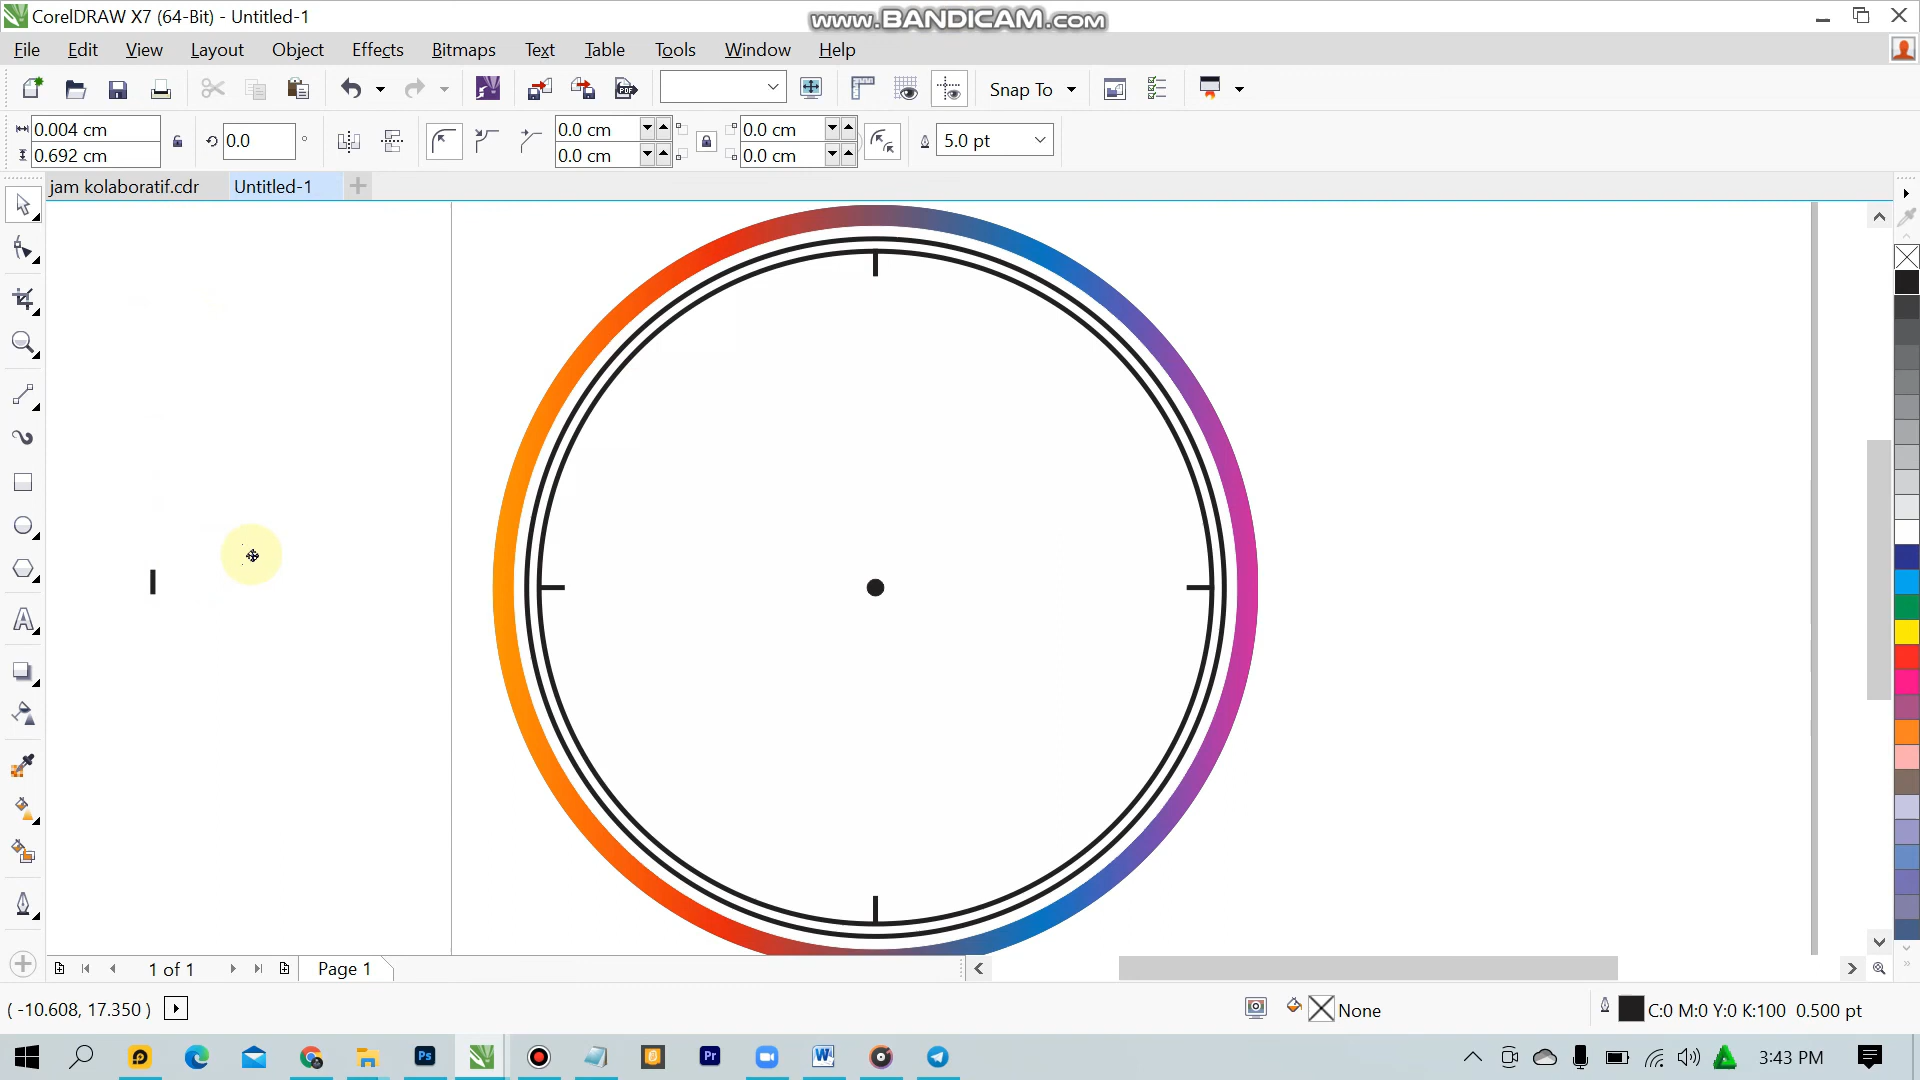 CorelDRAW X7 (64-Bit) - Untitled-1
www.BANDICAM.com
File Edit View Layout Object Effects Bitmaps Text Table Tools Window Help
PDF Snap To
0.004 cm 0.0 ° 0.0 cm 0.0 cm 5.0 pt
0.692 cm 0.0 cm 0.0 cm
jam kolaboratif.cdr Untitled-1
1 of 1 Page 1
( -10.608, 17.350 ) None C:0 M:0 Y:0 K:100 0.500 pt
Ps Pr W 3:43 PM